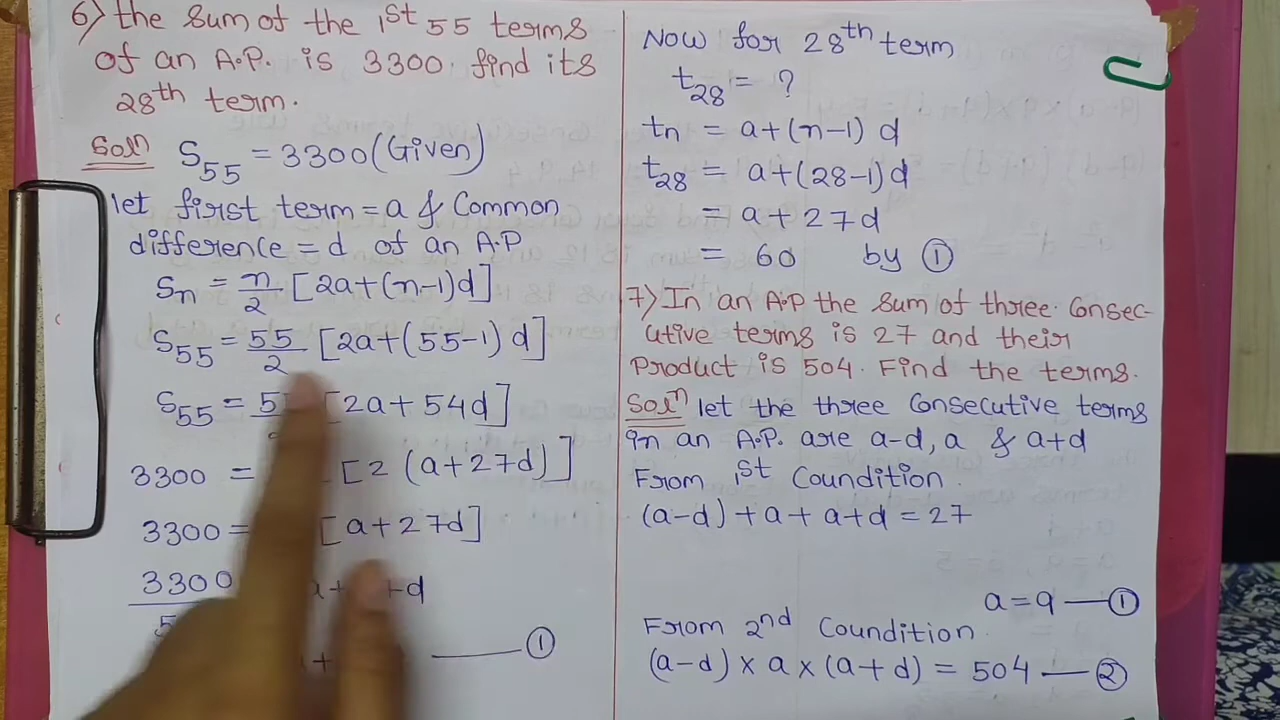 6) the Sum of the 1st 55 terms
of an A.P. is 3300. find its
28th term.
Soln S55 = 3300 (Given)
let first term = a & Common
difference = d of an A.P
Sn = n/2 [2a+(n-1)d]
S55 = 55/2 [2a+(55-1)d]
S55 = [2a+54d]
3300 = [2(a+27d)]
3300 = [a+27d]
3300
①
Now for 28th term
t28 = ?
tn = a+(n-1)d
t28 = a+(28-1)d
= a+27d
= 60 by ①
7) In an A.P the Sum of three Consec-
utive terms is 27 and their
Product is 504. Find the terms.
Soln let the three Consecutive terms
in an A.P. are a-d, a & a+d
From 1st Coundition
(a-d)+a+a+d=27
a=9 — ①
From 2nd Coundition
(a-d)×a×(a+d)=504 — ②